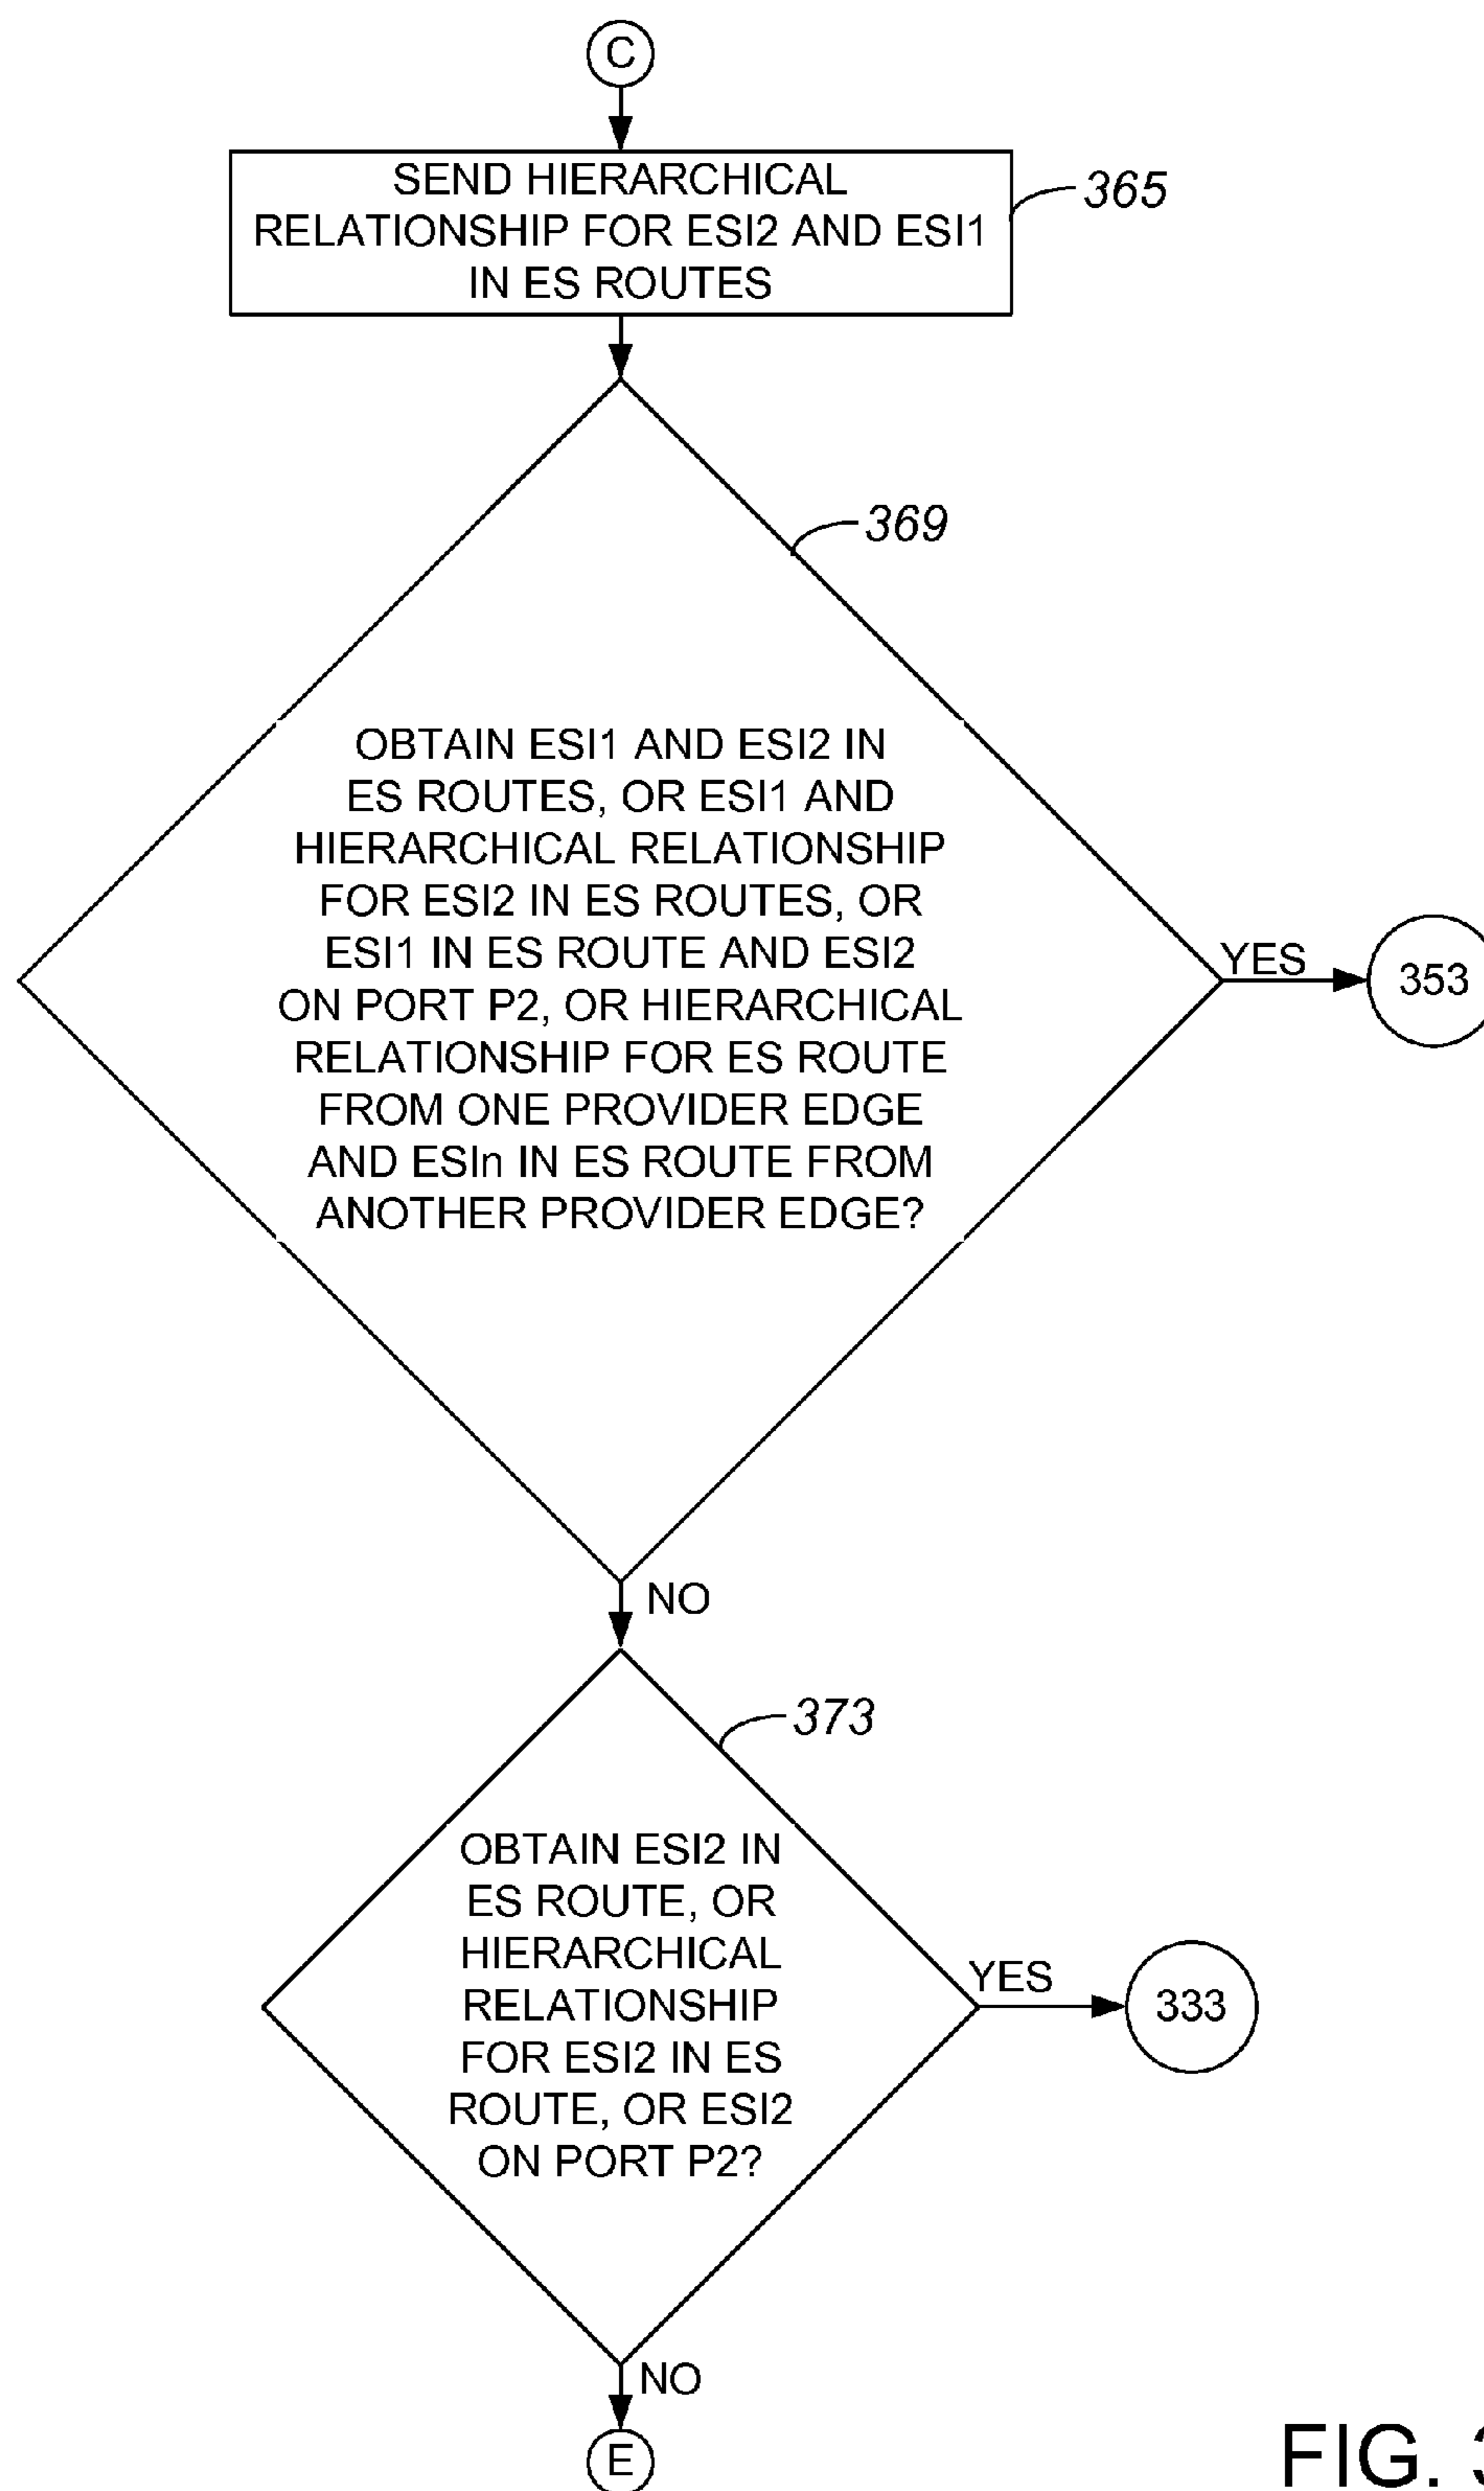 C
SEND HIERARCHICAL
RELATIONSHIP FOR ESI2 AND ESI1
IN ES ROUTES
365
369
OBTAIN ESI1 AND ESI2 IN
ES ROUTES, OR ESI1 AND
HIERARCHICAL RELATIONSHIP
FOR ESI2 IN ES ROUTES, OR
ESI1 IN ES ROUTE AND ESI2
ON PORT P2, OR HIERARCHICAL
RELATIONSHIP FOR ES ROUTE
FROM ONE PROVIDER EDGE
AND ESIn IN ES ROUTE FROM
ANOTHER PROVIDER EDGE?
YES
353
NO
373
OBTAIN ESI2 IN
ES ROUTE, OR
HIERARCHICAL
RELATIONSHIP
FOR ESI2 IN ES
ROUTE, OR ESI2
ON PORT P2?
YES
333
NO
E
FIG. 3